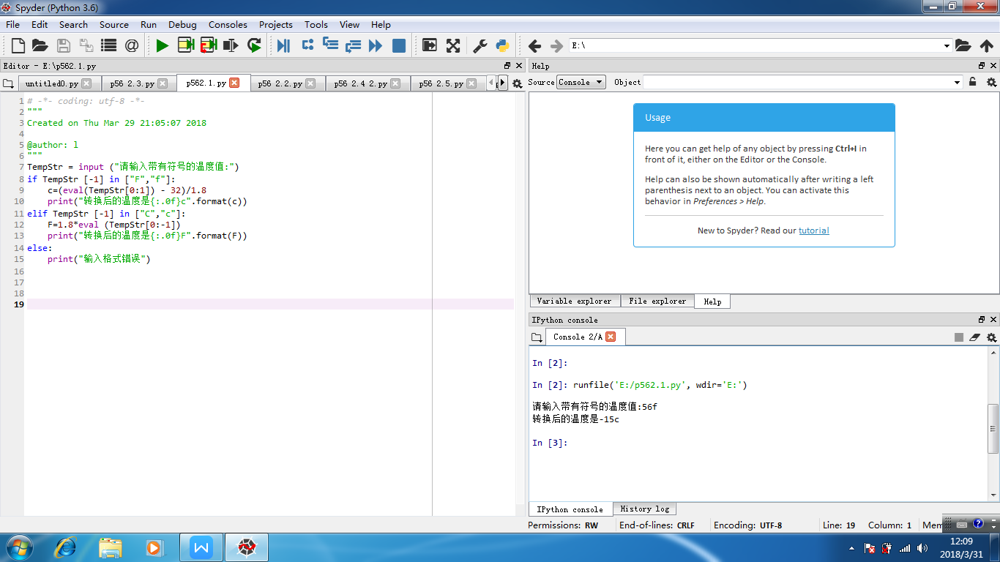 Spyder (Python 3.6)
File Edit Search Source Run Debug Consoles Projects Tools View Help
E:\
Editor - E:\p562.1.py
untitled0.py p56 2.3.py p562.1.py p56 2.2.py p56 2.4 2.py p56 2.5.py
1 # -*- coding: utf-8 -*-
2 """
3 Created on Thu Mar 29 21:05:07 2018
4
5 @author: l
6 """
7 TempStr = input ("请输入带有符号的温度值:")
8 if TempStr [-1] in ["F","f"]:
9 c=(eval(TempStr[0:1]) - 32)/1.8
10 print("转换后的温度是{:.0f}c".format(c))
11 elif TempStr [-1] in ["C","c"]:
12 F=1.8*eval (TempStr[0:-1])
13 print("转换后的温度是{:.0f}F".format(F))
14 else:
15 print("输入格式错误")
16
17
18
19
Help
Source Console Object
Usage
Here you can get help of any object by pressing Ctrl+I in
front of it, either on the Editor or the Console.
Help can also be shown automatically after writing a left
parenthesis next to an object. You can activate this
behavior in Preferences > Help.
New to Spyder? Read our tutorial
Variable explorer File explorer Help
IPython console
Console 2/A
In [2]:
In [2]: runfile('E:/p562.1.py', wdir='E:')
请输入带有符号的温度值:56f
转换后的温度是-15c
In [3]:
IPython console History log
Permissions: RW End-of-lines: CRLF Encoding: UTF-8 Line: 19 Column: 1 Mem
12:09
2018/3/31